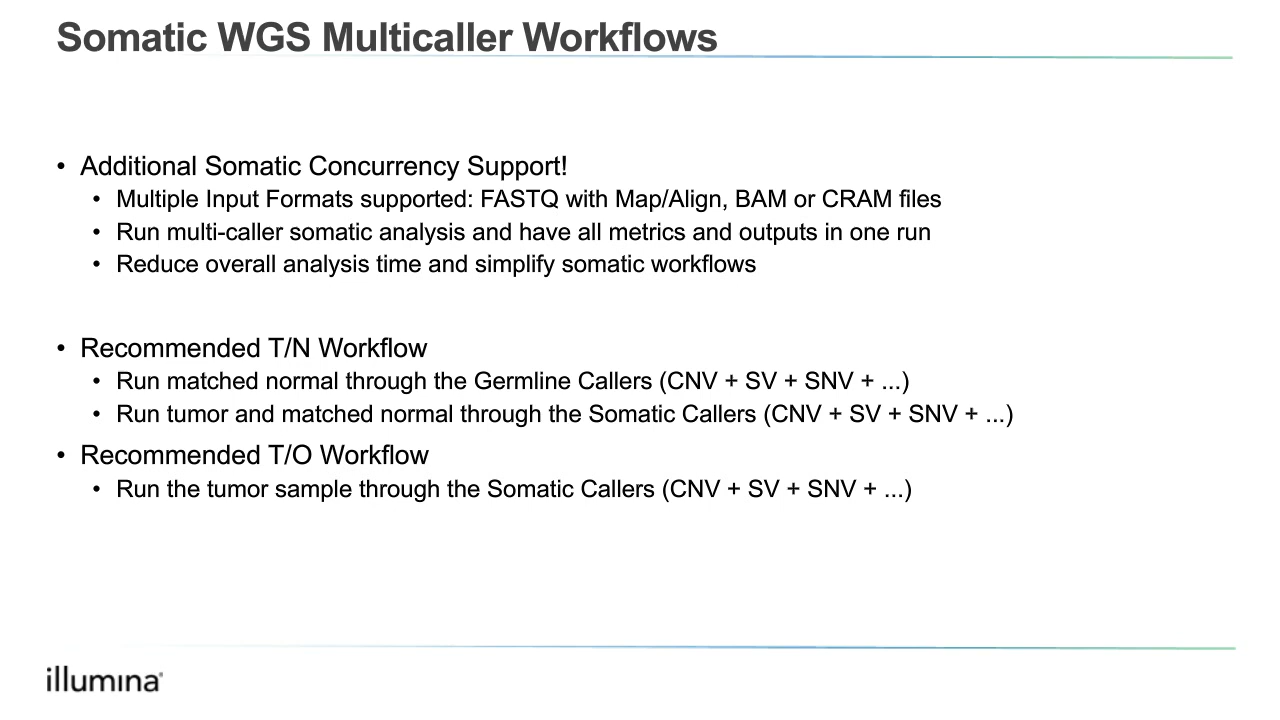 Somatic WGS Multicaller Workflows
• Additional Somatic Concurrency Support!
• Multiple Input Formats supported: FASTQ with Map/Align, BAM or CRAM files
• Run multi-caller somatic analysis and have all metrics and outputs in one run
• Reduce overall analysis time and simplify somatic workflows
• Recommended T/N Workflow
• Run matched normal through the Germline Callers (CNV + SV + SNV + ...)
• Run tumor and matched normal through the Somatic Callers (CNV + SV + SNV + ...)
• Recommended T/O Workflow
• Run the tumor sample through the Somatic Callers (CNV + SV + SNV + ...)
illumina®